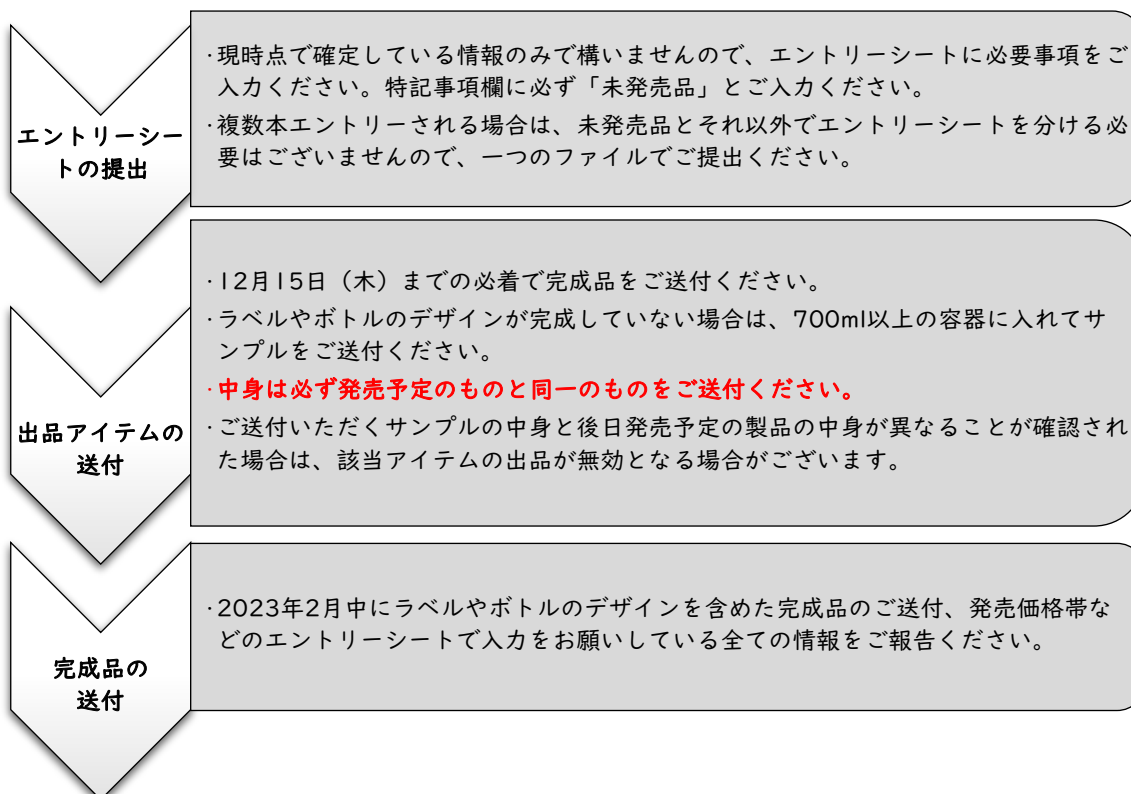 エントリーシー
トの提出
・現時点で確定している情報のみで構いませんので、エントリーシートに必要事項をご
入力ください。特記事項欄に必ず「未発売品」とご入力ください。
・複数本エントリーされる場合は、未発売品とそれ以外でエントリーシートを分ける必
要はございませんので、一つのファイルでご提出ください。
出品アイテムの
送付
・12月15日（木）までの必着で完成品をご送付ください。
・ラベルやボトルのデザインが完成していない場合は、700ml以上の容器に入れてサ
ンプルをご送付ください。
・中身は必ず発売予定のものと同一のものをご送付ください。
・ご送付いただくサンプルの中身と後日発売予定の製品の中身が異なることが確認され
た場合は、該当アイテムの出品が無効となる場合がございます。
完成品の
送付
・2023年2月中にラベルやボトルのデザインを含めた完成品のご送付、発売価格帯な
どのエントリーシートで入力をお願いしている全ての情報をご報告ください。